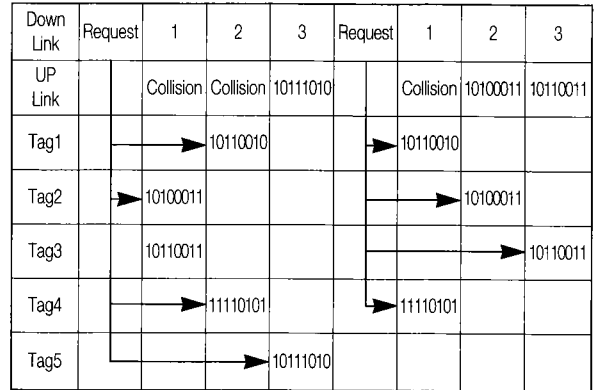 Down Link Request 1 2 3 Request 1 2 3
UP Link Collision Collision 10111010 Collision 10100011 10110011
Tag1 10110010 10110010
Tag2 10100011 10100011
Tag3 10110011 10110011
Tag4 11110101 11110101
Tag5 10111010